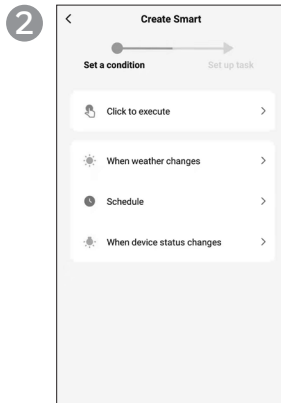 2
Create Smart
Set a condition Set up task
Click to execute
When weather changes
Schedule
When device status changes